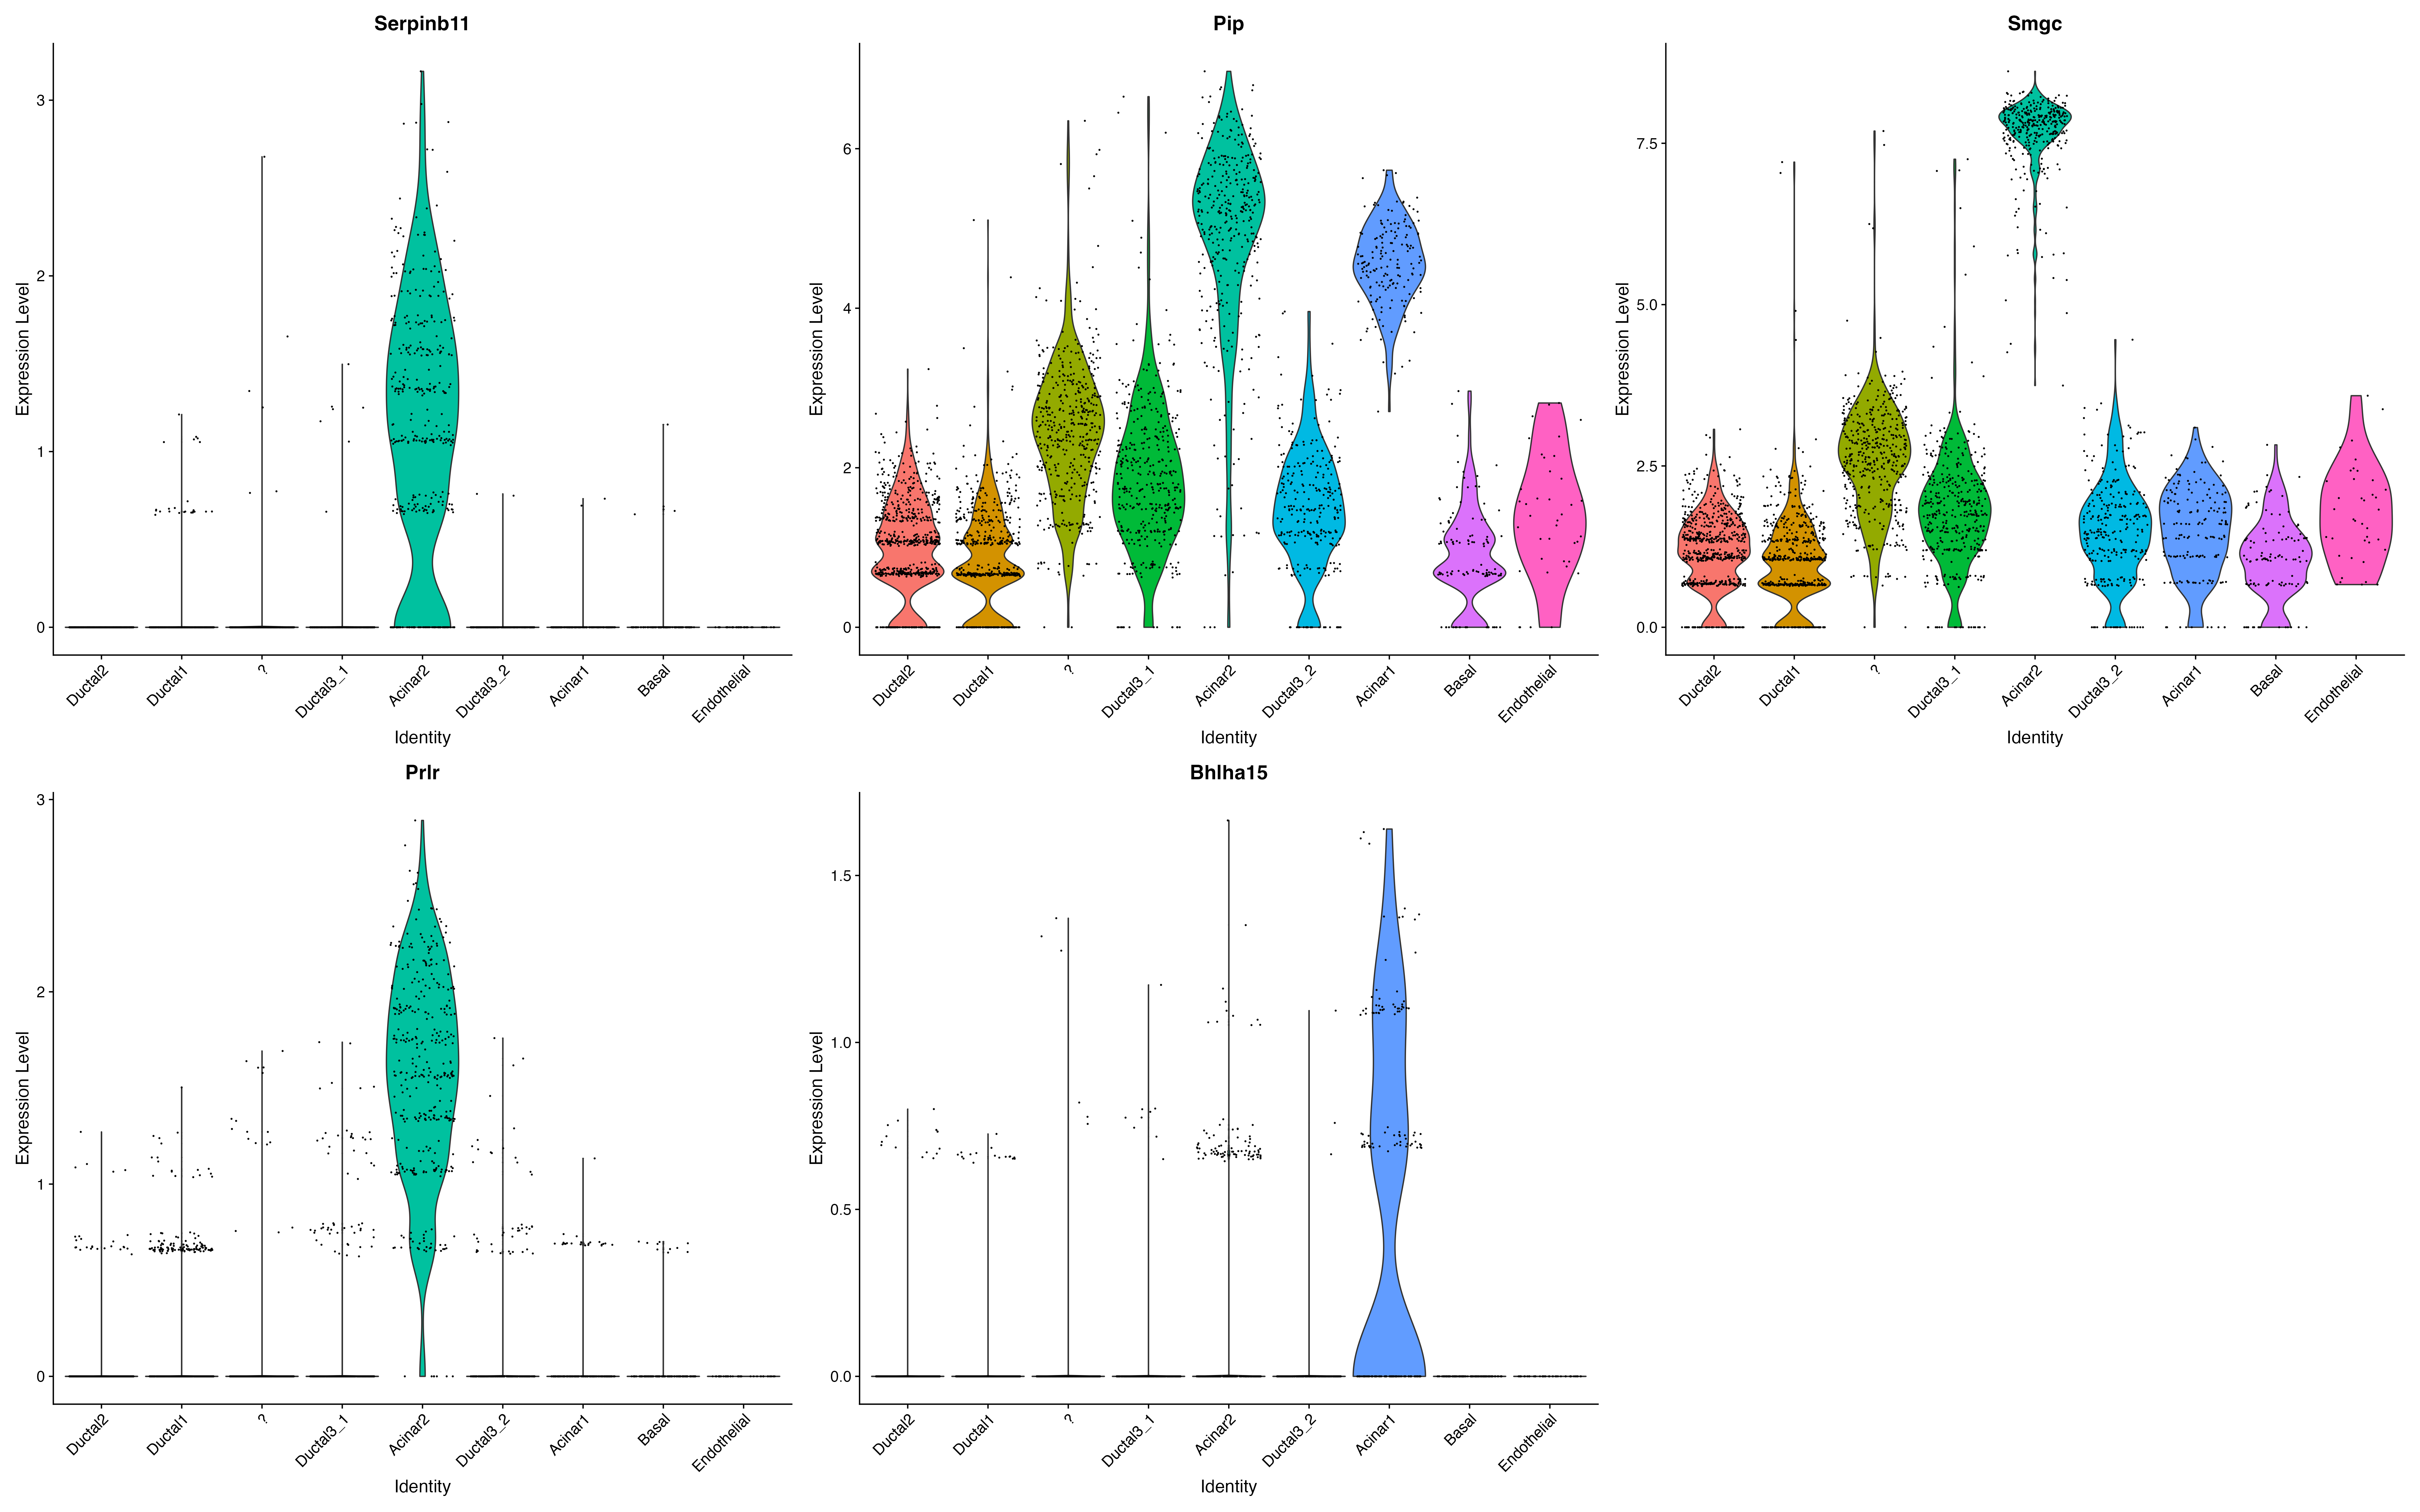 Serpinb11
Expression Level
3
2
1
0
Ductal2
Ductal1
?
Ductal3_1
Acinar2
Ductal3_2
Acinar1
Basal
Endothelial
Identity
Pip
Expression Level
6
4
2
0
Ductal2
Ductal1
?
Ductal3_1
Acinar2
Ductal3_2
Acinar1
Basal
Endothelial
Identity
Smgc
Expression Level
7.5
5.0
2.5
0.0
Ductal2
Ductal1
?
Ductal3_1
Acinar2
Ductal3_2
Acinar1
Basal
Endothelial
Identity
Prlr
Expression Level
3
2
1
0
Ductal2
Ductal1
?
Ductal3_1
Acinar2
Ductal3_2
Acinar1
Basal
Endothelial
Identity
Bhlha15
Expression Level
1.5
1.0
0.5
0.0
Ductal2
Ductal1
?
Ductal3_1
Acinar2
Ductal3_2
Acinar1
Basal
Endothelial
Identity